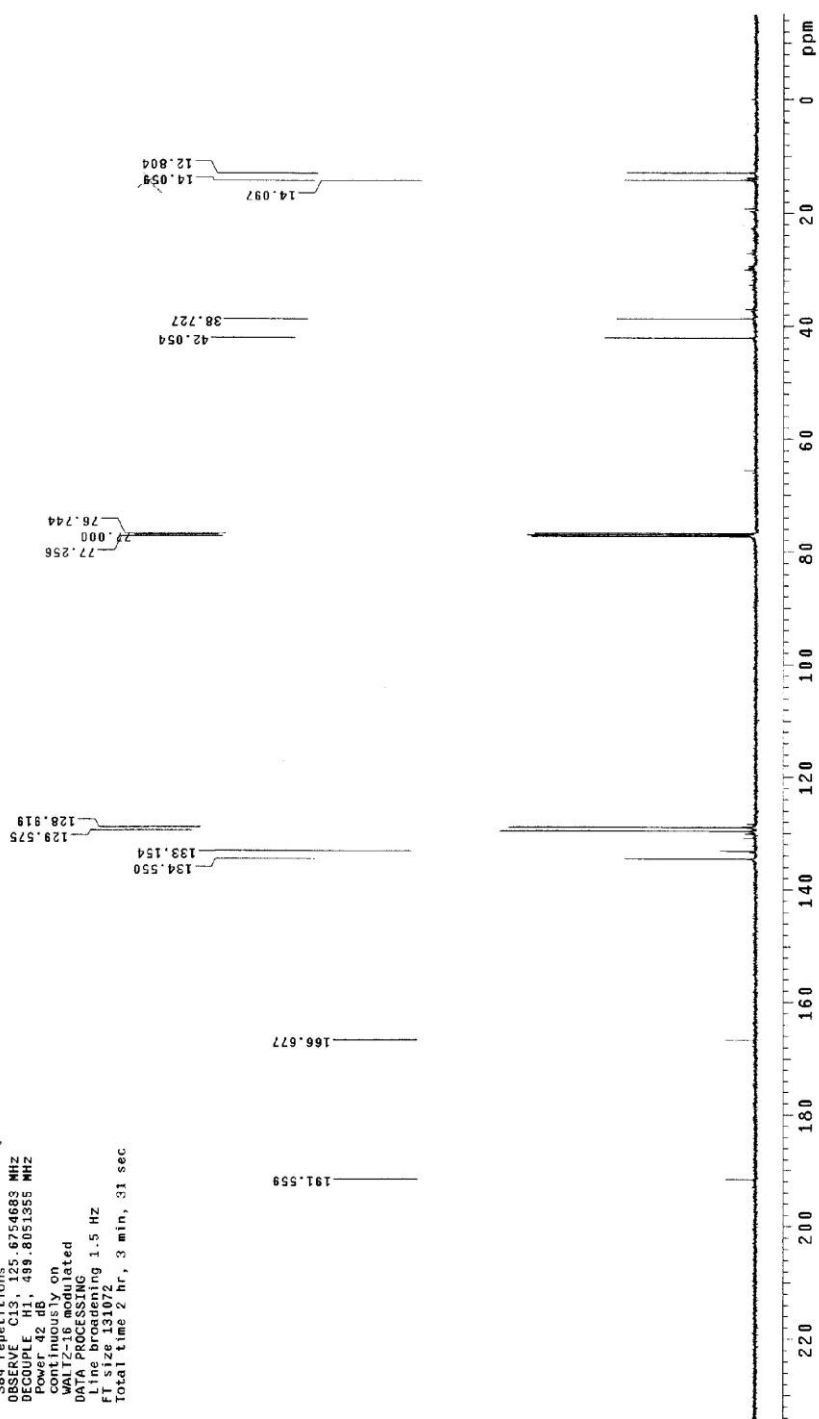 384 repetitions
OBSERVE C13, 125.6754683 MHz
DECOUPLE H1, 499.8051355 MHz
Power 42 dB
continuously on
WALTZ-16 modulated
DATA PROCESSING
Line broadening 1.5 Hz
FT size 131072
Total time 2 hr, 3 min, 31 sec
191.559
166.677
134.550
133.154
129.575
128.919
77.256
77.000
76.744
42.054
38.727
14.097
14.059
12.804
220
200
180
160
140
120
100
80
60
40
20
0
ppm